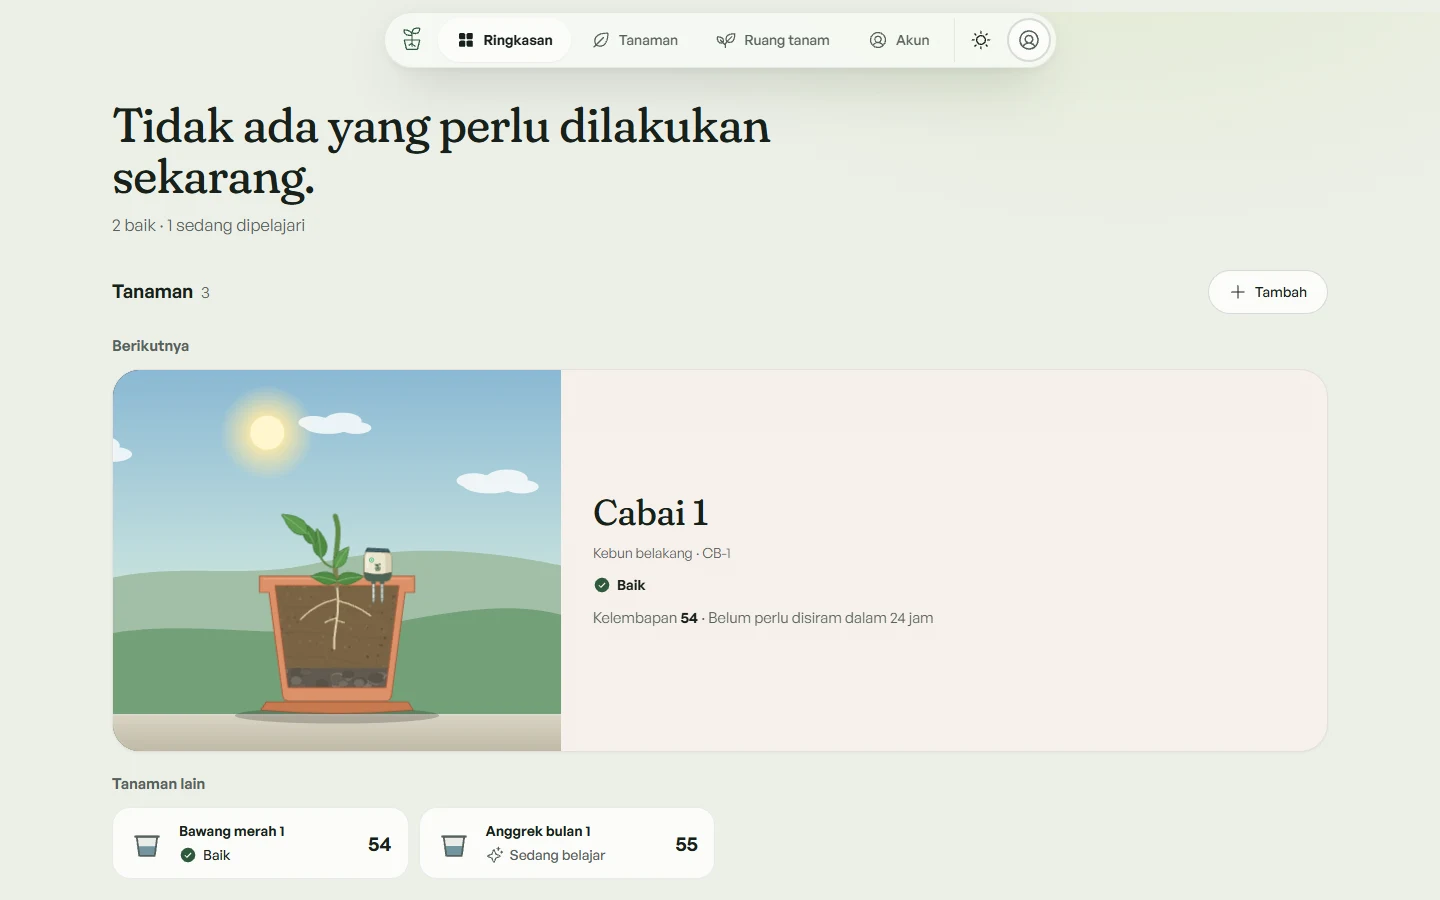 Ringkasan
Tanaman
Ruang tanam
Akun
Tidak ada yang perlu dilakukan
sekarang.
2 baik · 1 sedang dipelajari
Tanaman 3
Tambah
Berikutnya
Cabai 1
Kebun belakang · CB-1
Baik
Kelembapan 54 · Belum perlu disiram dalam 24 jam
Tanaman lain
Bawang merah 1
Baik
54
Anggrek bulan 1
Sedang belajar
55